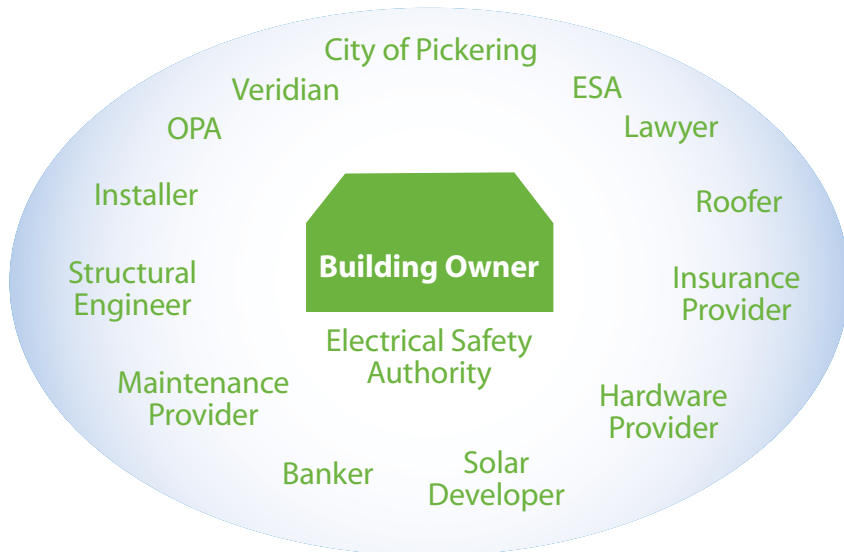 City of Pickering
Veridian
ESA
OPA
Lawyer
Installer
Roofer
Building Owner
Structural
Engineer
Insurance
Provider
Electrical Safety
Authority
Maintenance
Provider
Hardware
Provider
Banker
Solar
Developer